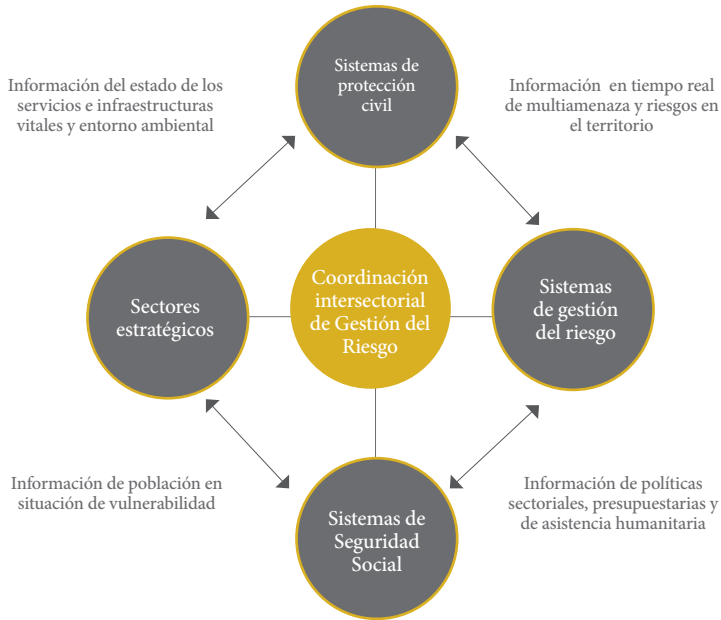 Sistemas de
protección
civil
Información del estado de los
servicios e infraestructuras
vitales y entorno ambiental
Información en tiempo real
de multiamenaza y riesgos en
el territorio
Sectores
estratégicos
Coordinación
intersectorial
de Gestión del
Riesgo
Sistemas
de gestión
del riesgo
Información de población en
situación de vulnerabilidad
Sistemas de
Seguridad
Social
Información de políticas
sectoriales, presupuestarias y
de asistencia humanitaria